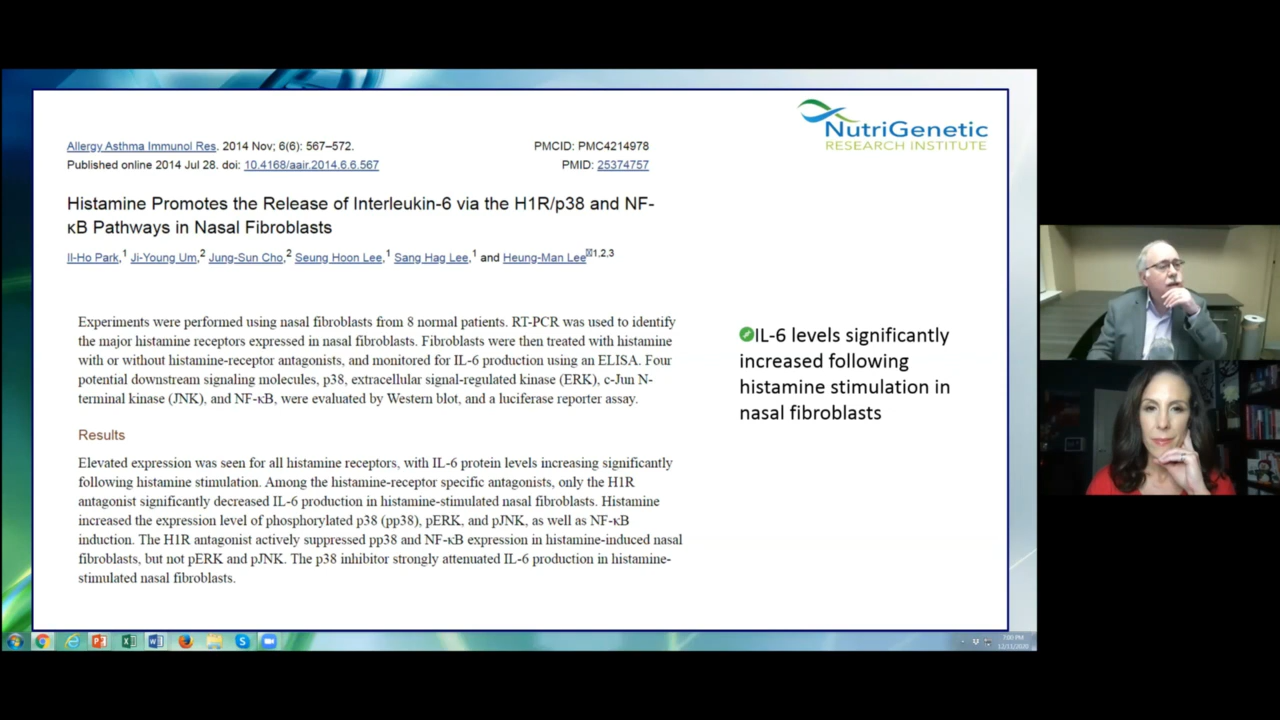 NutriGenetic
RESEARCH INSTITUTE
Allergy Asthma Immunol Res. 2014 Nov; 6(6): 567–572.
PMCID: PMC4214978
Published online 2014 Jul 28. doi: 10.4168/aair.2014.6.6.567
PMID: 25374757
Histamine Promotes the Release of Interleukin-6 via the H1R/p38 and NF-
κB Pathways in Nasal Fibroblasts
Il-Ho Park,1 Ji-Young Um,2 Jung-Sun Cho,2 Seung Hoon Lee,1 Sang Hag Lee,1 and Heung-Man Lee✉1,2,3
Experiments were performed using nasal fibroblasts from 8 normal patients. RT-PCR was used to identify
the major histamine receptors expressed in nasal fibroblasts. Fibroblasts were then treated with histamine
with or without histamine-receptor antagonists, and monitored for IL-6 production using an ELISA. Four
potential downstream signaling molecules, p38, extracellular signal-regulated kinase (ERK), c-Jun N-
terminal kinase (JNK), and NF-κB, were evaluated by Western blot, and a luciferase reporter assay.
Results
Elevated expression was seen for all histamine receptors, with IL-6 protein levels increasing significantly
following histamine stimulation. Among the histamine-receptor specific antagonists, only the H1R
antagonist significantly decreased IL-6 production in histamine-stimulated nasal fibroblasts. Histamine
increased the expression level of phosphorylated p38 (pp38), pERK, and pJNK, as well as NF-κB
induction. The H1R antagonist actively suppressed pp38 and NF-κB expression in histamine-induced nasal
fibroblasts, but not pERK and pJNK. The p38 inhibitor strongly attenuated IL-6 production in histamine-
stimulated nasal fibroblasts.
IL-6 levels significantly
increased following
histamine stimulation in
nasal fibroblasts
7:00 PM
12/11/2020